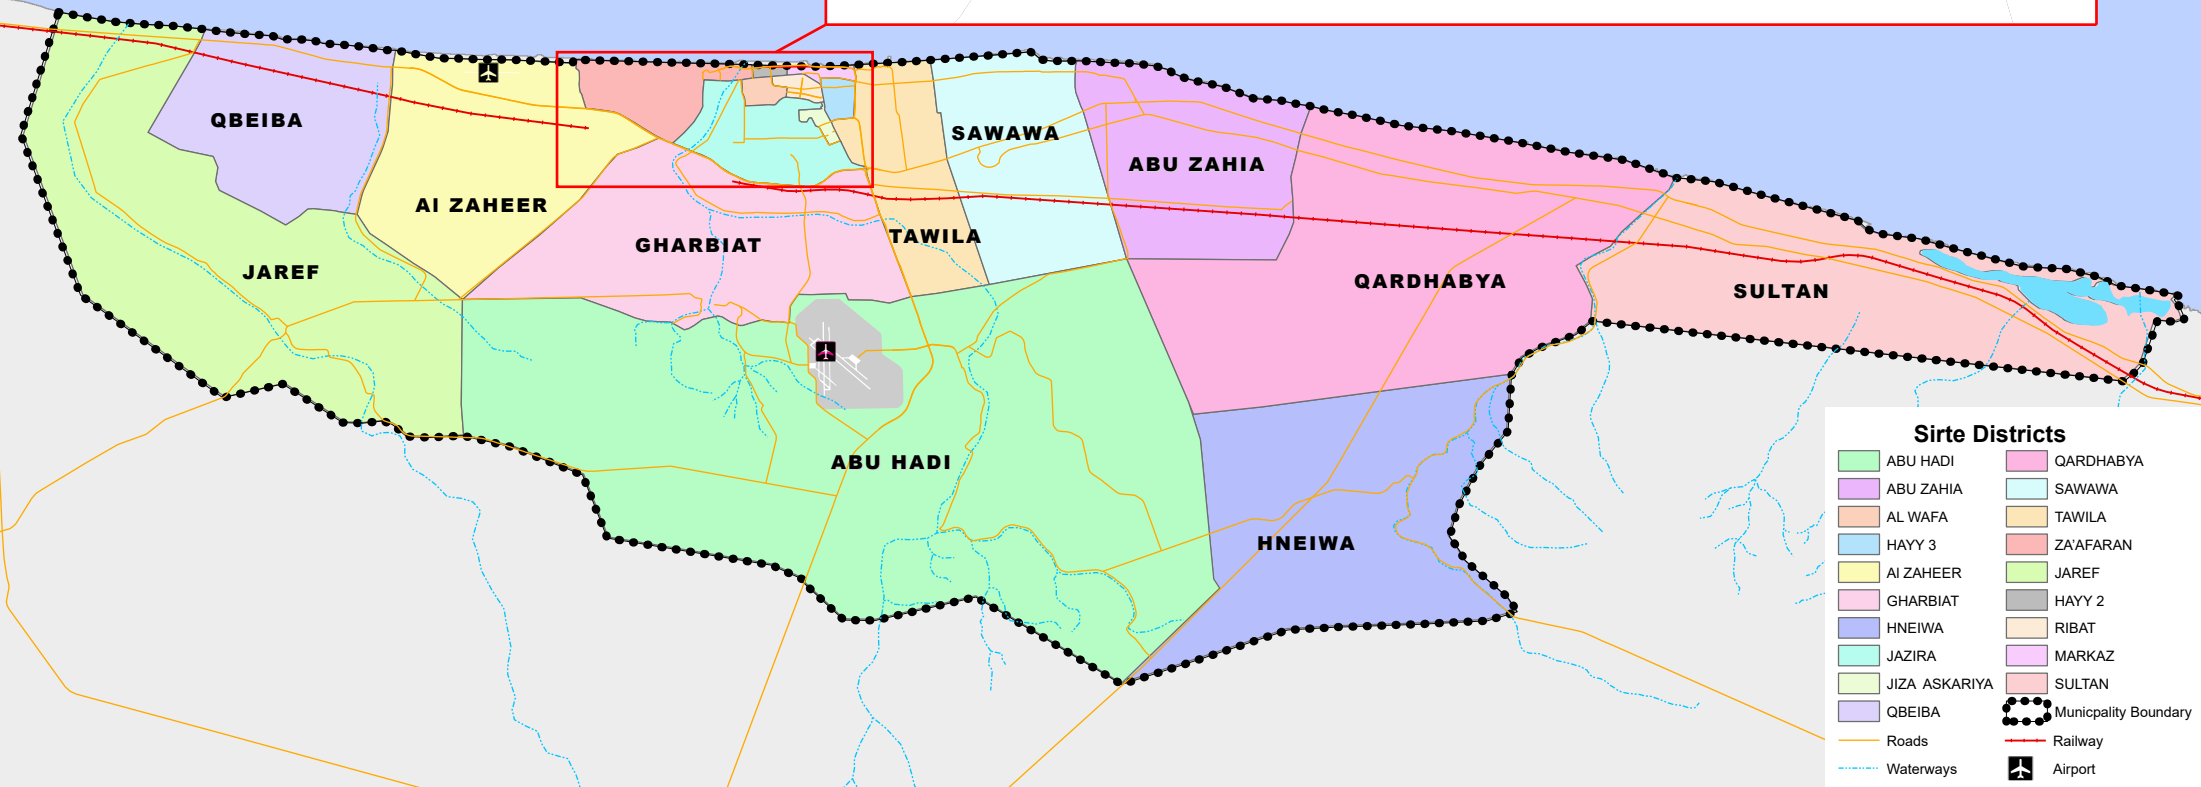 QBEIBA
SAWAWA
ABU ZAHIA
AI ZAHEER
GHARBIAT
TAWILA
JAREF
QARDHABYA
SULTAN
ABU HADI
HNEIWA
Sirte Districts
ABU HADI
ABU ZAHIA
AL WAFA
HAYY 3
AI ZAHEER
GHARBIAT
HNEIWA
JAZIRA
JIZA ASKARIYA
QBEIBA
Roads
Waterways
QARDHABYA
SAWAWA
TAWILA
ZA'AFARAN
JAREF
HAYY 2
RIBAT
MARKAZ
SULTAN
Municpality Boundary
Railway
Airport